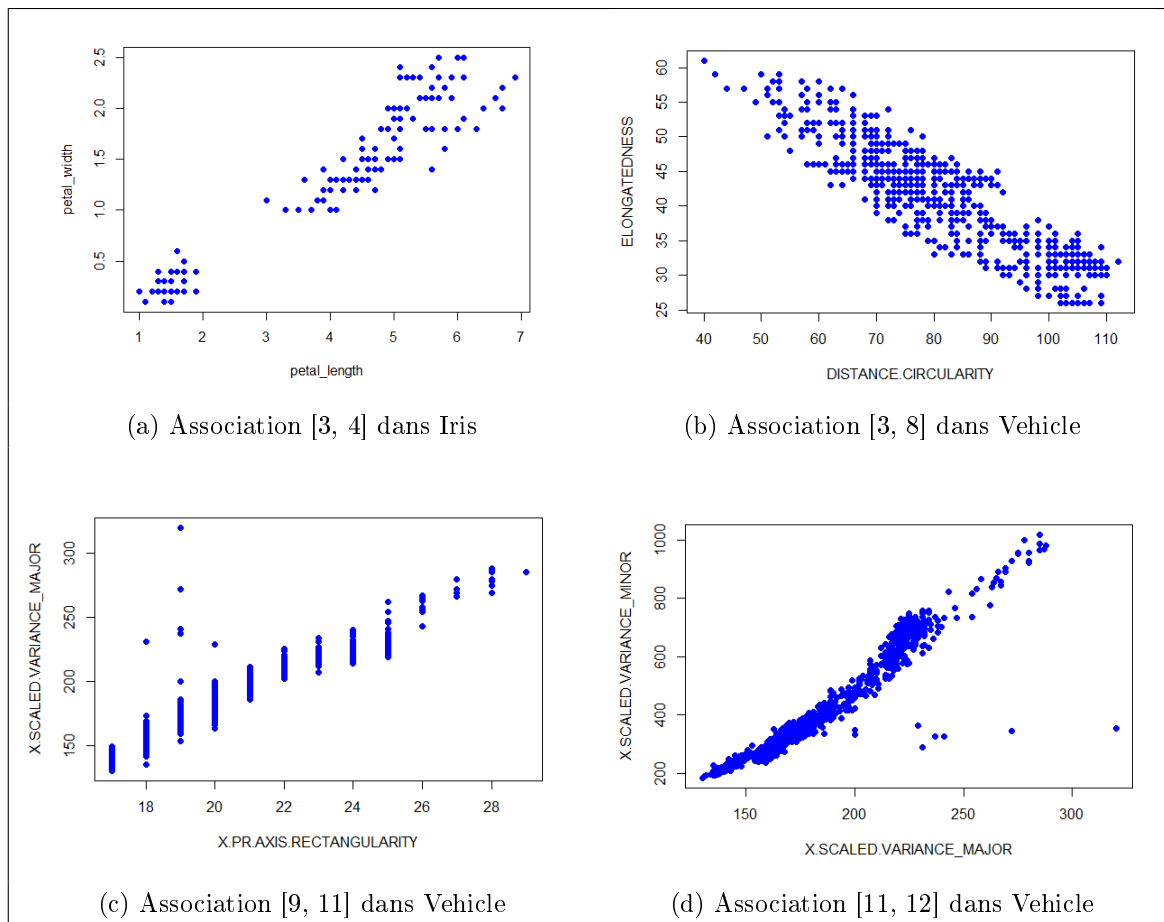 petal_width
2.5
2.0
1.5
1.0
0.5
1 2 3 4 5 6 7
petal_length
(a) Association [3, 4] dans Iris
ELONGATEDNESS
60
55
50
45
40
35
30
25
40 50 60 70 80 90 100 110
DISTANCE.CIRCULARITY
(b) Association [3, 8] dans Vehicle
X.SCALED.VARIANCE_MAJOR
300
250
200
150
18 20 22 24 26 28
X.PR.AXIS.RECTANGULARITY
(c) Association [9, 11] dans Vehicle
X.SCALED.VARIANCE_MINOR
1000
800
600
400
200
150 200 250 300
X.SCALED.VARIANCE_MAJOR
(d) Association [11, 12] dans Vehicle